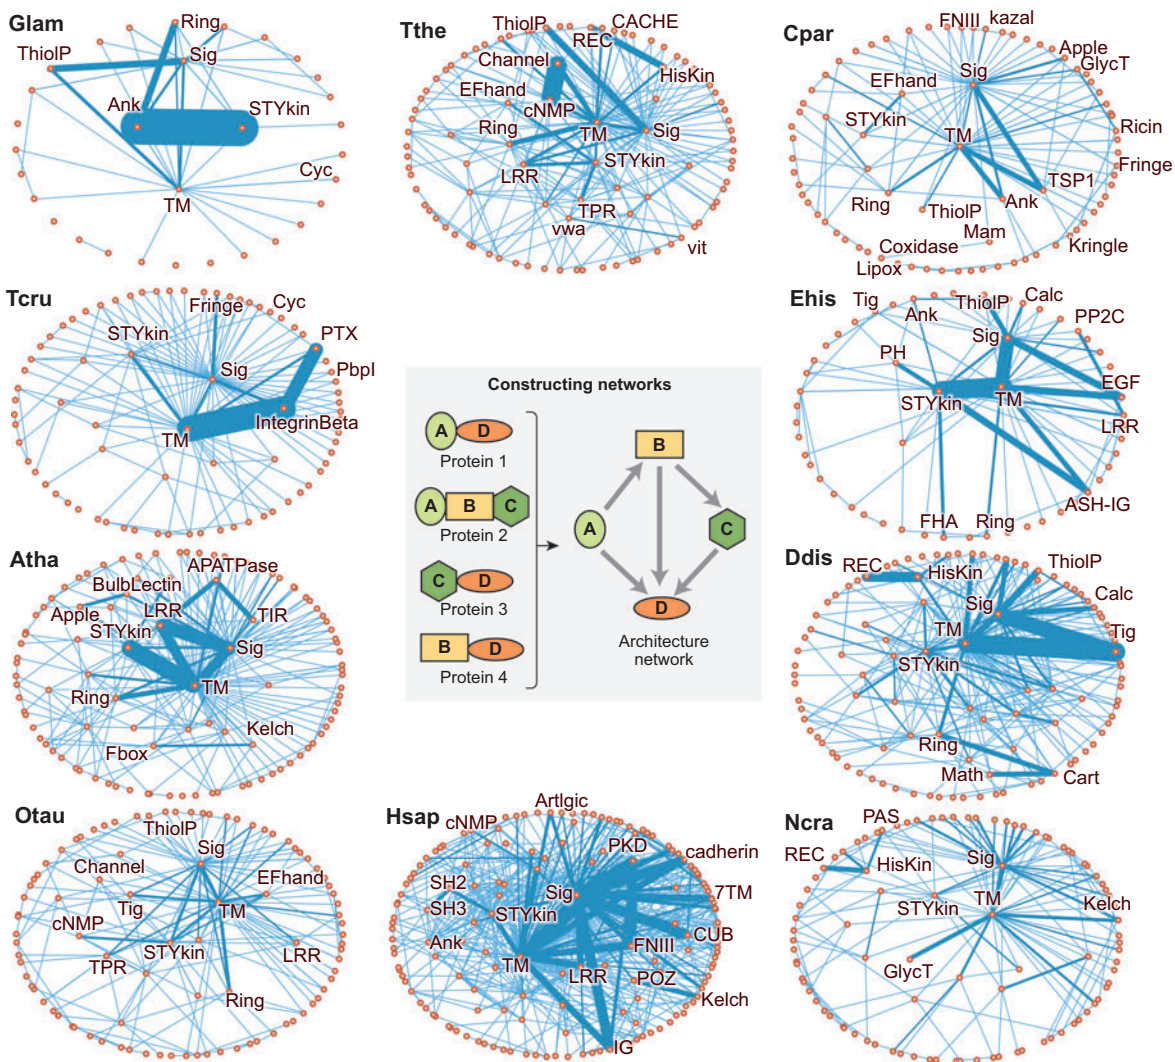 Glam
Ring
ThiolP
Sig
Ank
STYkin
Cyc
TM
Tthe
ThiolP
CACHE
REC
Channel
HisKin
EFhand
cNMP
Ring
TM
Sig
STYkin
LRR
TPR
vwa
vit
Cpar
FNIII
kazal
Apple
Sig
GlycT
EFhand
STYkin
Ricin
TM
Fringe
TSP1
Ring
Ank
ThiolP
Mam
Coxidase
Kringle
Lipox
Tcru
Fringe
Cyc
STYkin
PTX
Sig
PbpI
IntegrinBeta
TM
Constructing networks
A
D
Protein 1
A
B
C
Protein 2
C
D
Protein 3
B
D
Protein 4
B
A
C
D
Architecture
network
Ehis
Tig
ThiolP
Calc
Ank
Sig
PP2C
PH
EGF
STYkin
TM
LRR
ASH-IG
FHA
Ring
Atha
APATPase
BulbLectin
LRR
Apple
TIR
STYkin
Sig
TM
Ring
Kelch
Fbox
Ddis
REC
HisKin
ThiolP
Sig
Calc
TM
Tig
STYkin
Ring
Math
Cart
Otau
ThiolP
Sig
Channel
EFhand
Tig
TM
cNMP
STYkin
LRR
TPR
Ring
Hsap
ArtIgic
cNMP
PKD
cadherin
SH2
Sig
7TM
SH3
STYkin
Ank
CUB
FNIII
TM
LRR
POZ
Kelch
IG
Ncra
PAS
REC
HisKin
Sig
TM
STYkin
Kelch
GlycT